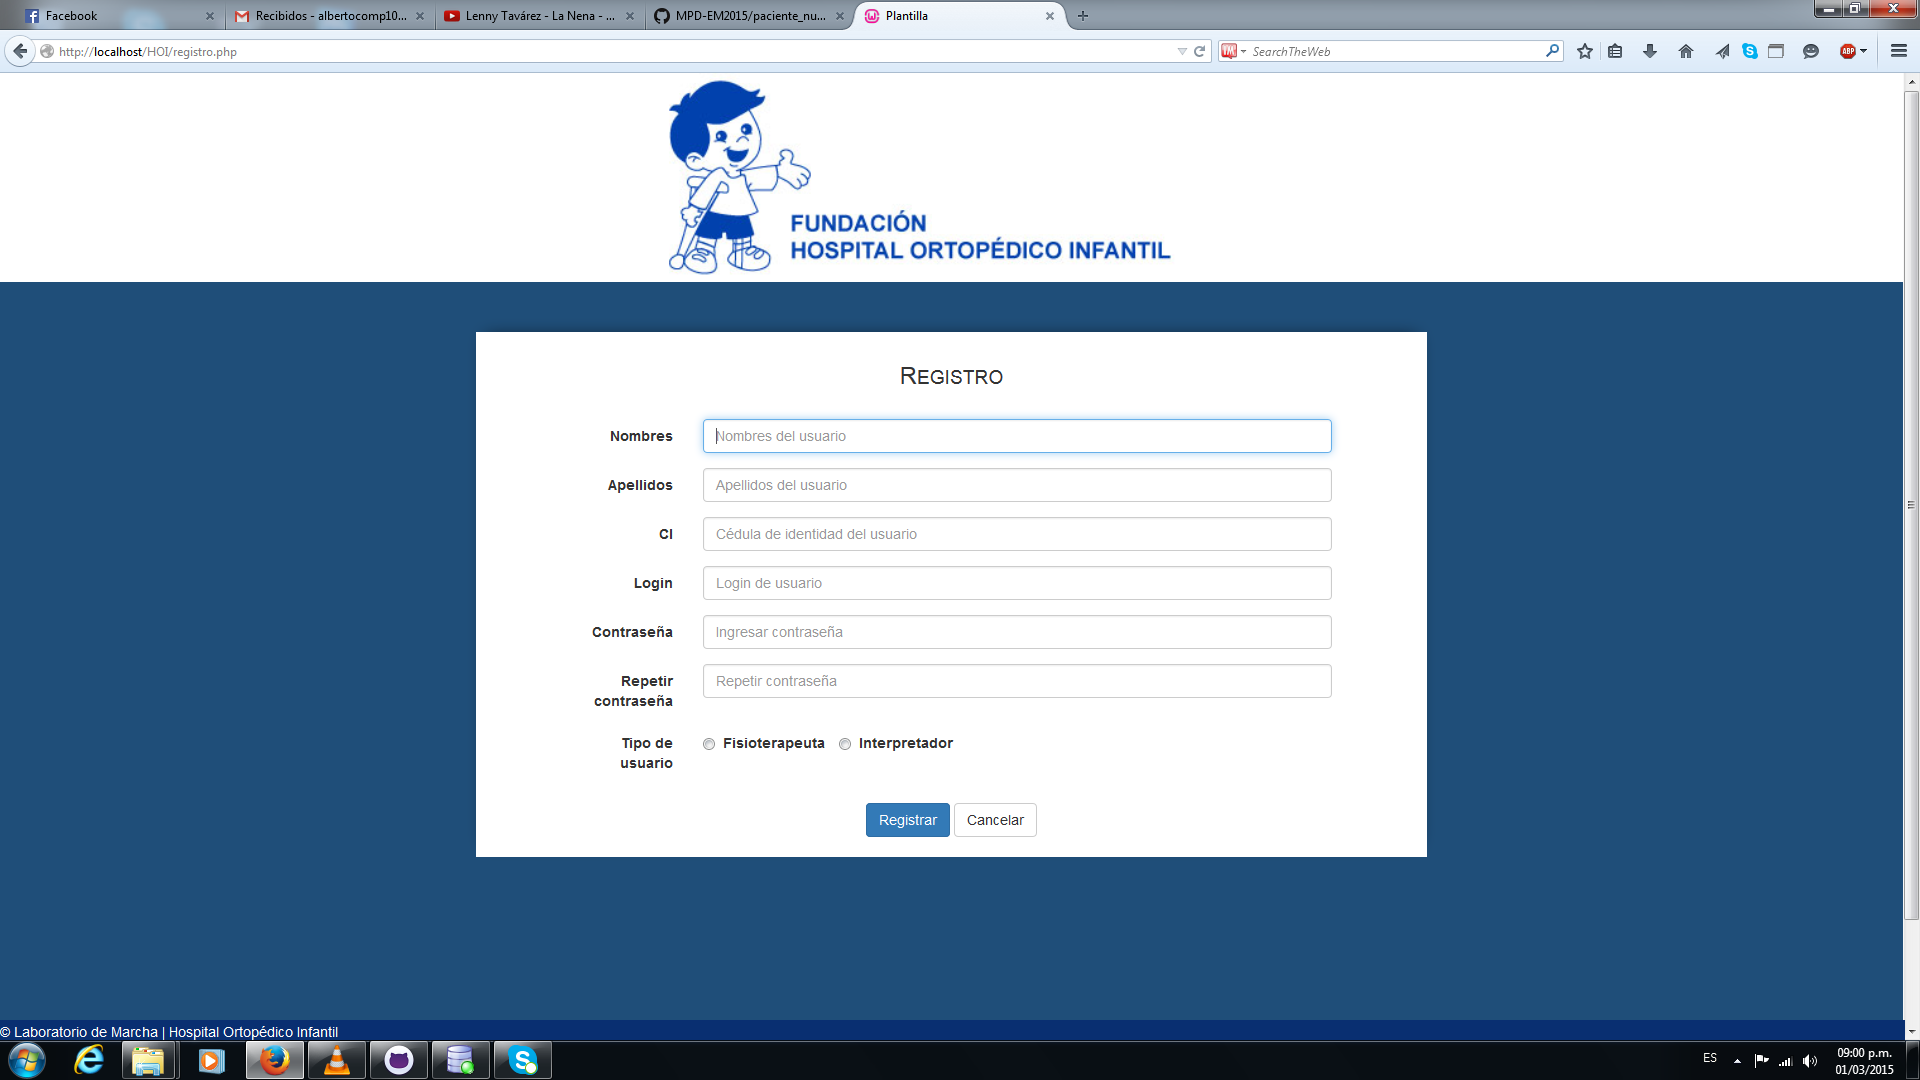 Facebook
Recibidos - albertocomp10...
Lenny Tavárez - La Nena - ...
MPD-EM2015/paciente_nu...
Plantilla
http://localhost/HOI/registro.php
SearchTheWeb
ABP
FUNDACIÓN
HOSPITAL ORTOPÉDICO INFANTIL
REGISTRO
Nombres
Nombres del usuario
Apellidos
Apellidos del usuario
CI
Cédula de identidad del usuario
Login
Login de usuario
Contraseña
Ingresar contraseña
Repetir
contraseña
Repetir contraseña
Tipo de
usuario
Fisioterapeuta
Interpretador
Registrar
Cancelar
© Laboratorio de Marcha | Hospital Ortopédico Infantil
ES
09:00 p.m.
01/03/2015